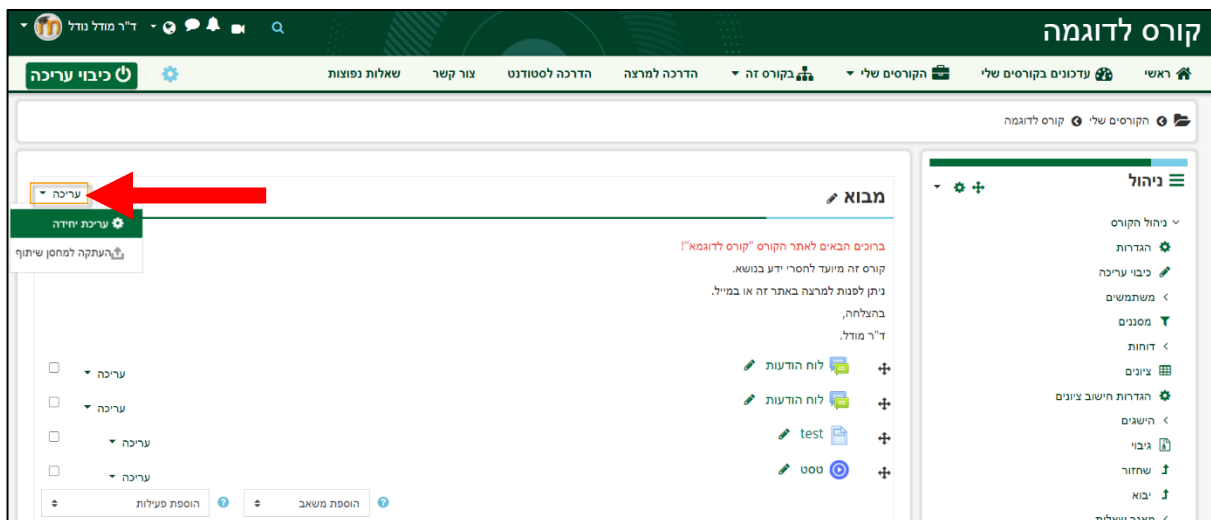 קורס לדוגמה
ד"ר מודל נודל
ראשי
עדכונים בקורסים שלי
הקורסים שלי
בקורס זה
הדרכה למרצה
הדרכה לסטודנט
צור קשר
שאלות נפוצות
כיבוי עריכה
הקורסים שלי
קורס לדוגמה
ניהול
ניהול הקורס
הגדרות
כיבוי עריכה
משתמשים
מסננים
דוחות
ציונים
הגדרות חישוב ציונים
הישגים
גיבוי
שחזור
יבוא
מאגר שאלות
מבוא
עריכה
עריכת יחידה
העתקה למחסן שיתוף
ברוכים הבאים לאתר הקורס "קורס לדוגמא"!
קורס זה מיועד לחסרי ידע בנושא.
ניתן לפנות למרצה באתר זה או במייל.
בהצלחה,
ד"ר מודל.
לוח הודעות
עריכה
לוח הודעות
עריכה
test
עריכה
טסט
עריכה
הוספת משאב
הוספת פעילות